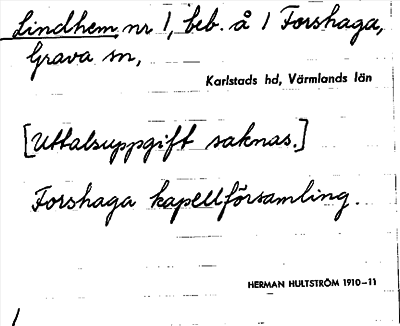 Lindhem nr 1, beb. å 1 Forshaga,
Grava sn,
Karlstads hd, Värmlands län
[Uttalsuppgift saknas.]
Forshaga kapellförsamling.
HERMAN HULTSTRÖM 1910-11